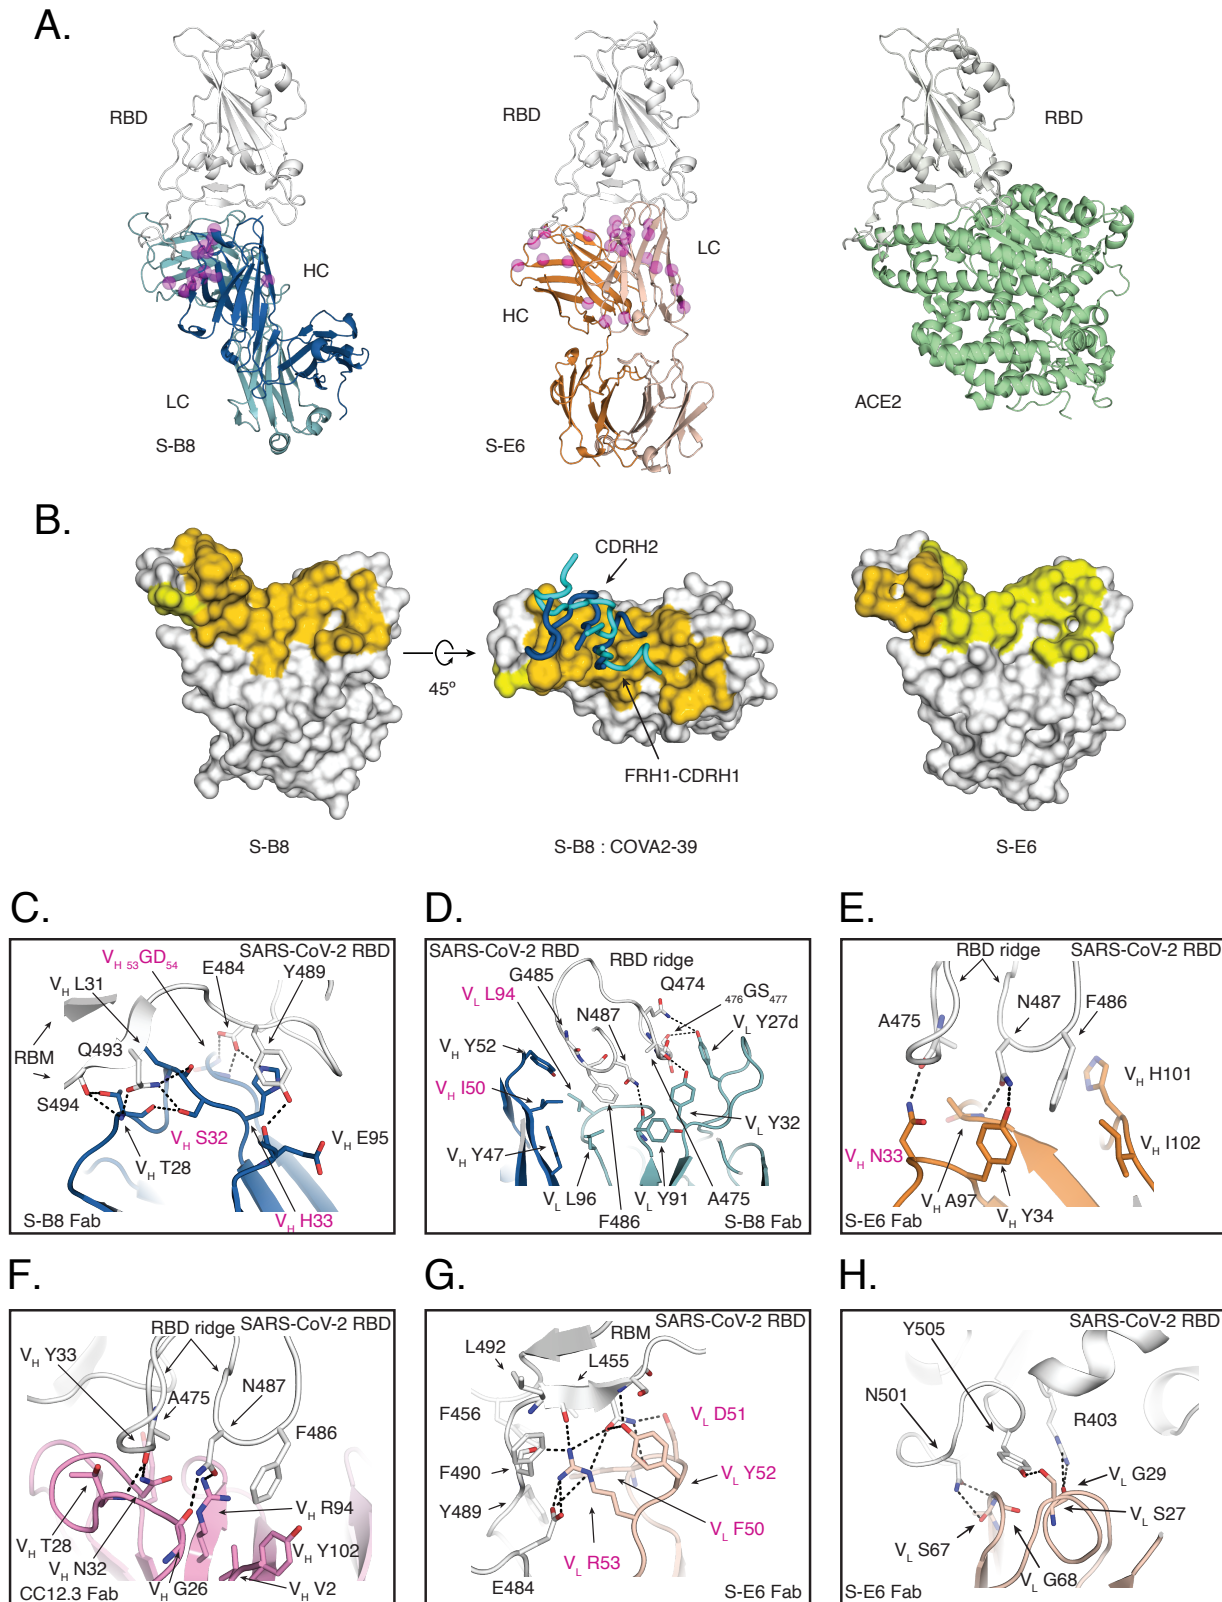 A.
RBD
RBD
RBD
HC
LC
HC
LC
ACE2
S-B8
S-E6
B.
CDRH2
45º
FRH1-CDRH1
S-B8
S-B8 : COVA2-39
S-E6
C.
SARS-CoV-2 RBD
VH 53GD54
E484
Y489
VH L31
RBM
Q493
S494
VH S32
VH E95
VH T28
VH H33
S-B8 Fab
D.
SARS-CoV-2 RBD
RBD ridge
G485
Q474
VL L94
N487
476GS477
VL Y27d
VH Y52
VH I50
VL Y32
VH Y47
VL L96
VL Y91
A475
F486
S-B8 Fab
E.
SARS-CoV-2 RBD
RBD ridge
N487
F486
A475
VH H101
VH I102
VH N33
VH A97
VH Y34
S-E6 Fab
F.
SARS-CoV-2 RBD
RBD ridge
VH Y33
A475
N487
F486
VH R94
VH T28
VH N32
VH Y102
VH G26
VH V2
CC12.3 Fab
G.
SARS-CoV-2 RBD
RBM
L492
L455
F456
VL D51
F490
VL Y52
Y489
VL F50
VL R53
E484
S-E6 Fab
H.
SARS-CoV-2 RBD
Y505
N501
R403
VL G29
VL S27
VL S67
VL G68
S-E6 Fab